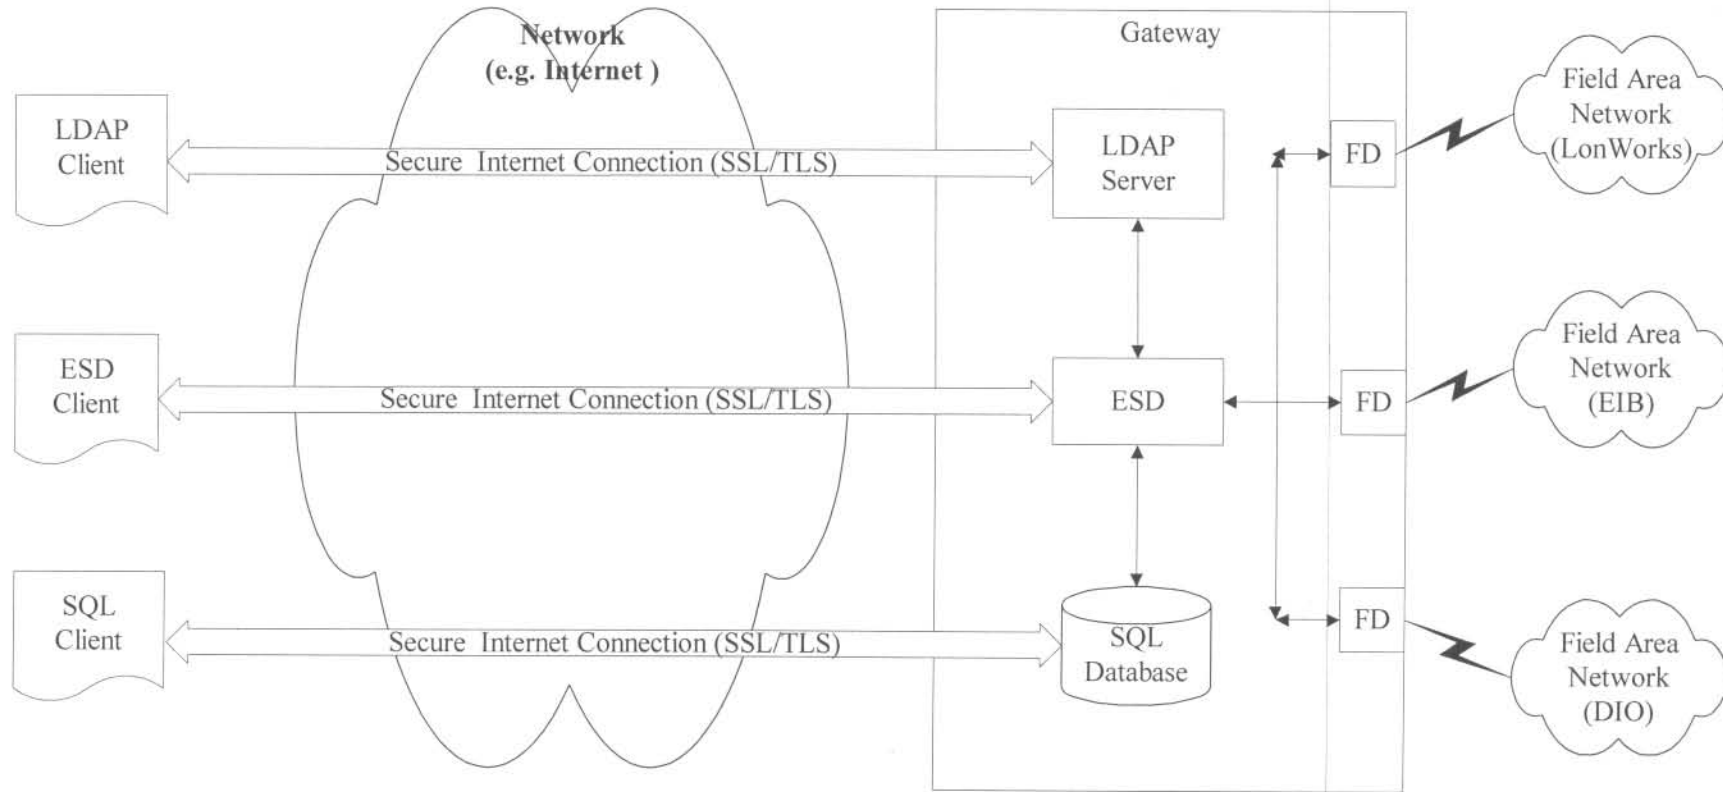 Network
(e.g. Internet )
Gateway
LDAP
Client
Secure Internet Connection (SSL/TLS)
LDAP
Server
FD
Field Area
Network
(LonWorks)
ESD
Client
Secure Internet Connection (SSL/TLS)
ESD
FD
Field Area
Network
(EIB)
SQL
Client
Secure Internet Connection (SSL/TLS)
SQL
Database
FD
Field Area
Network
(DIO)